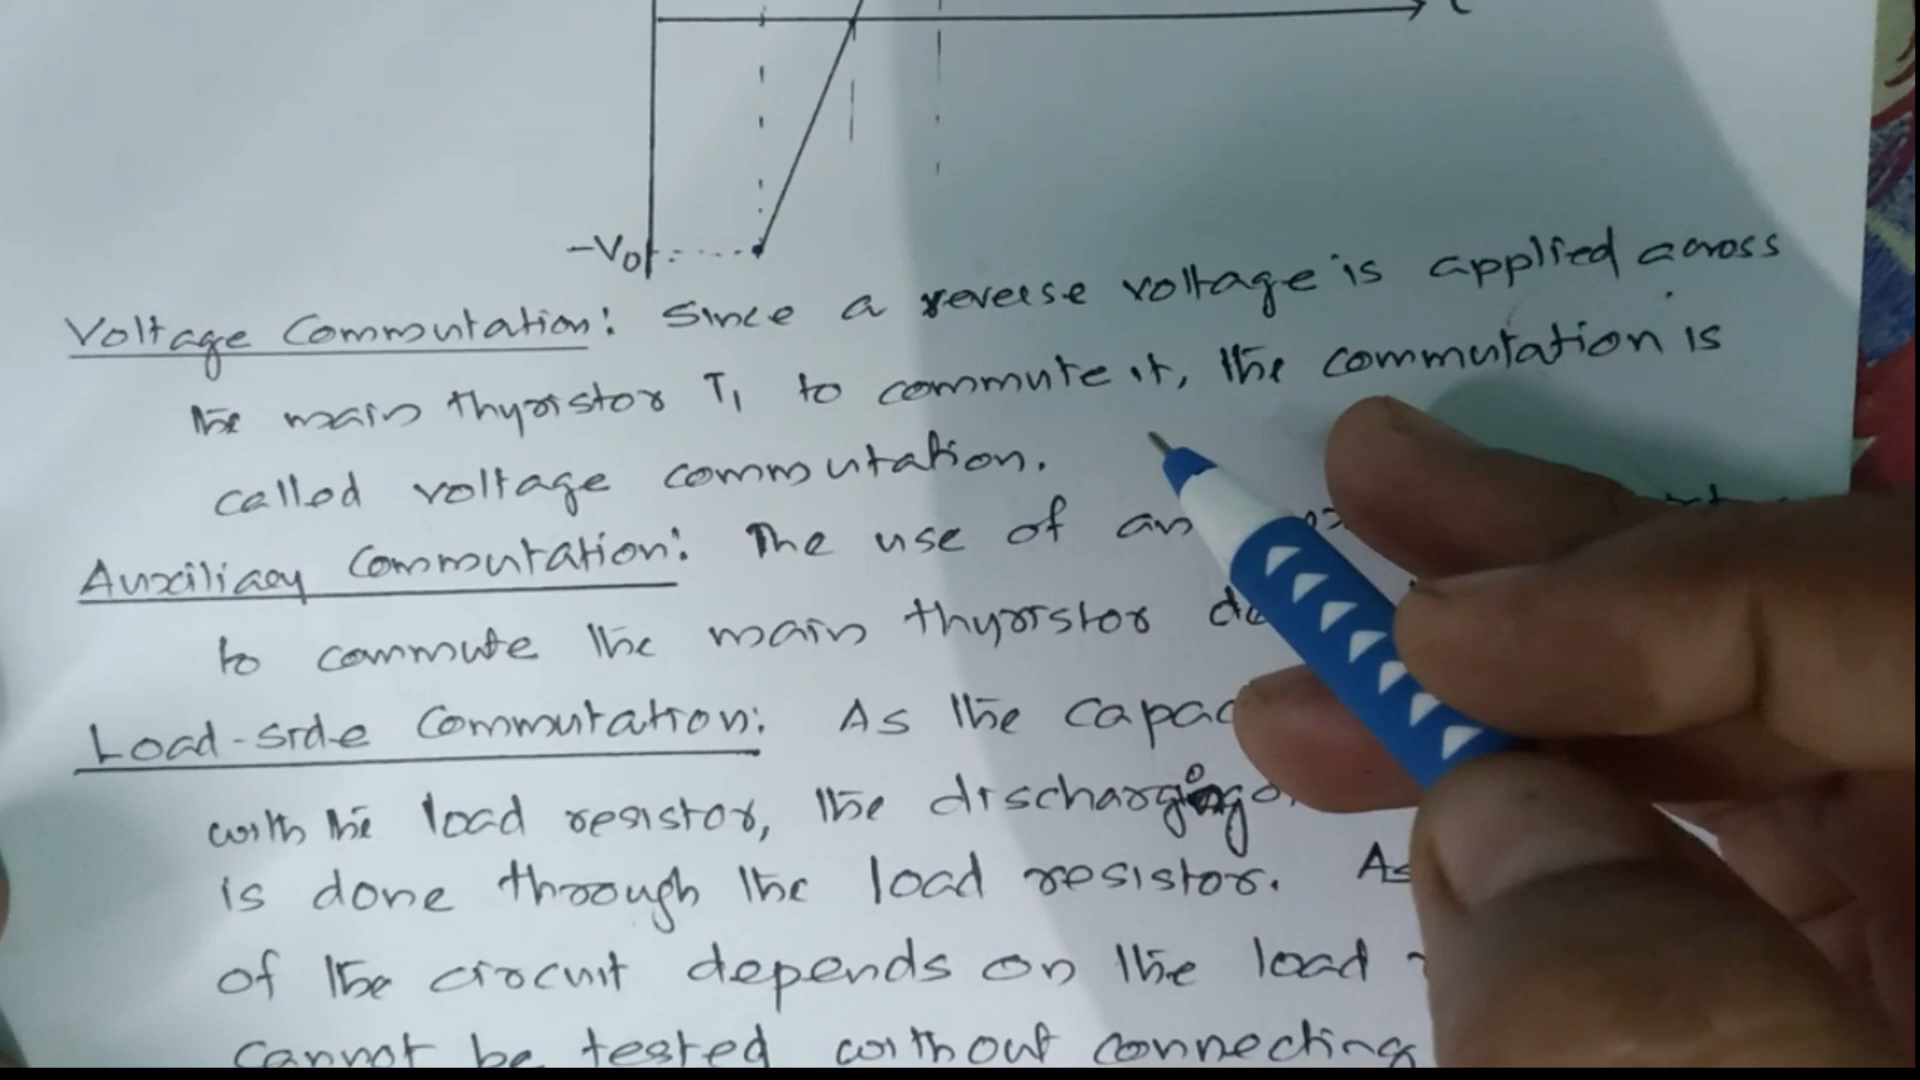 t
-V₀
Voltage Commutation: Since a reverse voltage is applied across
the main thyristor T₁ to commute it, the commutation is
called voltage commutation.
Auxiliary Commutation: The use of an
to commute the main thyristor
Load-side Commutation: As the
with the load resistor, the discharging
is done through the load resistor. As
of the circuit depends on the load
cannot be tested without connecting